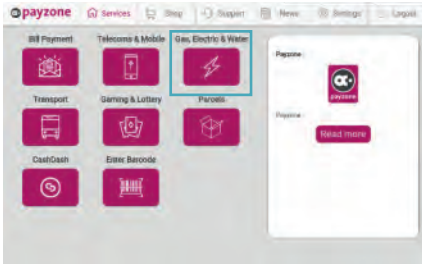 payzone Services Shop Support News Settings Logout
Bill Payment Telecoms & Mobile Gas, Electric & Water
Payzone
payzone
Transport Gaming & Lottery Parcels
Payzone
Read more
CashDash Enter Barcode